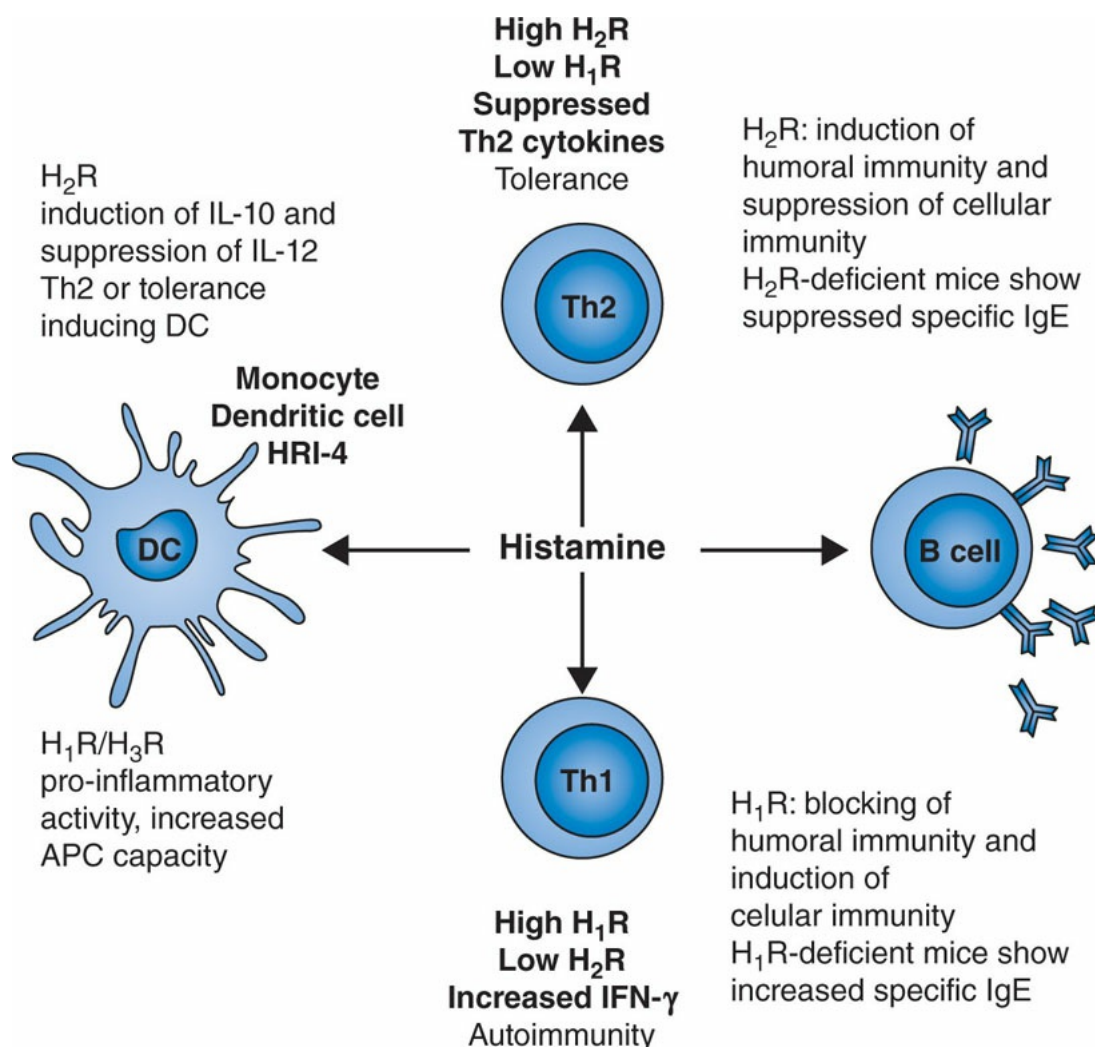 High H₂R
Low H₁R
Suppressed
Th2 cytokines
Tolerance
H₂R
induction of IL-10 and
suppression of IL-12
Th2 or tolerance
inducing DC
H₂R: induction of
humoral immunity and
suppression of cellular
immunity
H₂R-deficient mice show
suppressed specific IgE
Th2
Monocyte
Dendritic cell
HRI-4
DC
Histamine
B cell
H₁R/H₃R
pro-inflammatory
activity, increased
APC capacity
Th1
H₁R: blocking of
humoral immunity and
induction of
celular immunity
H₁R-deficient mice show
increased specific IgE
High H₁R
Low H₂R
Increased IFN-γ
Autoimmunity